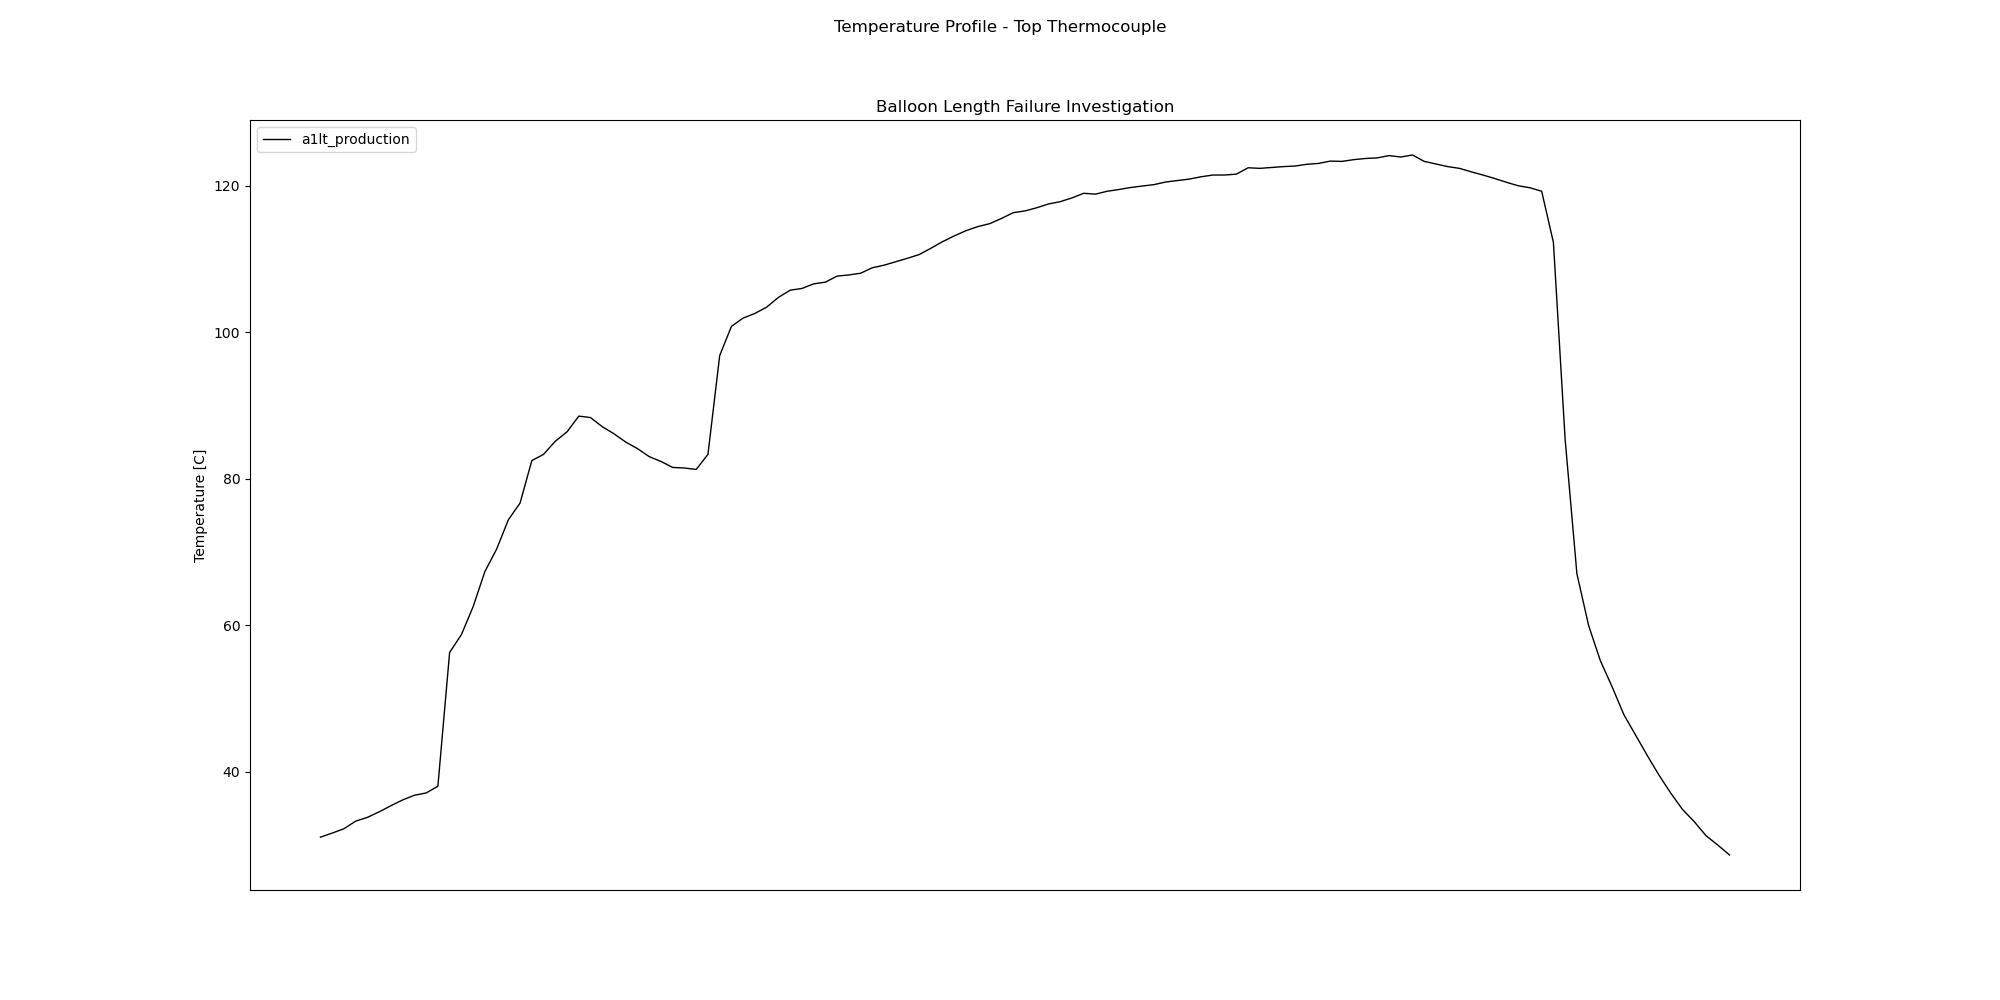 Temperature Profile - Top Thermocouple
Balloon Length Failure Investigation
a1lt_production
120
100
80
60
40
Temperature [C]